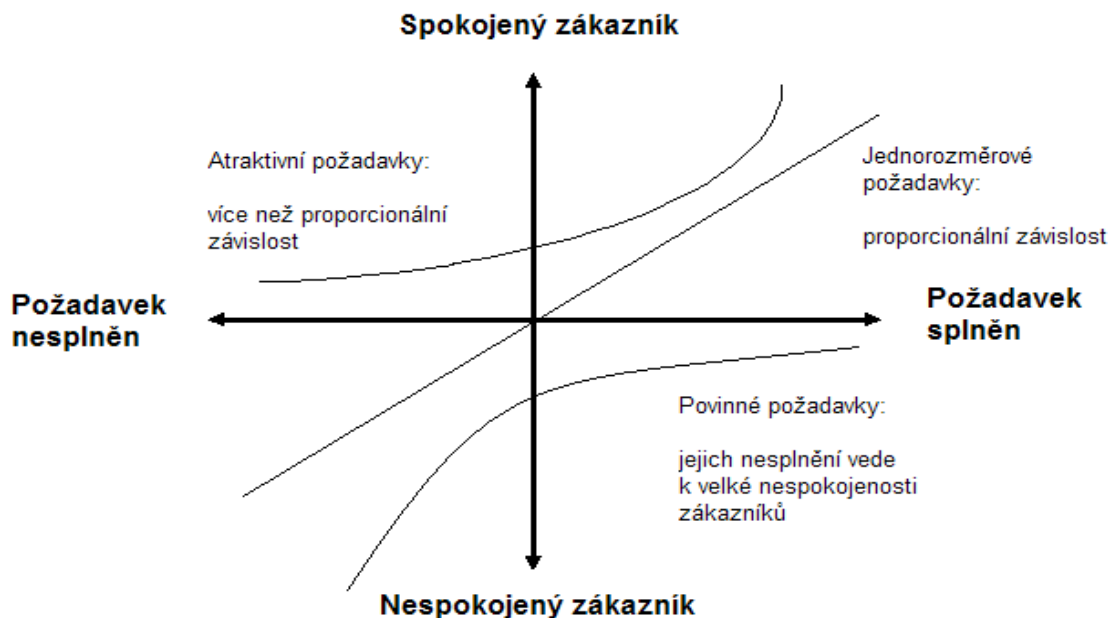 Spokojený zákazník
Atraktivní požadavky:
více než proporcionální
závislost
Jednorozměrové
požadavky:
proporcionální závislost
Požadavek
nesplněn
Požadavek
splněn
Povinné požadavky:
jejich nesplnění vede
k velké nespokojenosti
zákazníků
Nespokojený zákazník